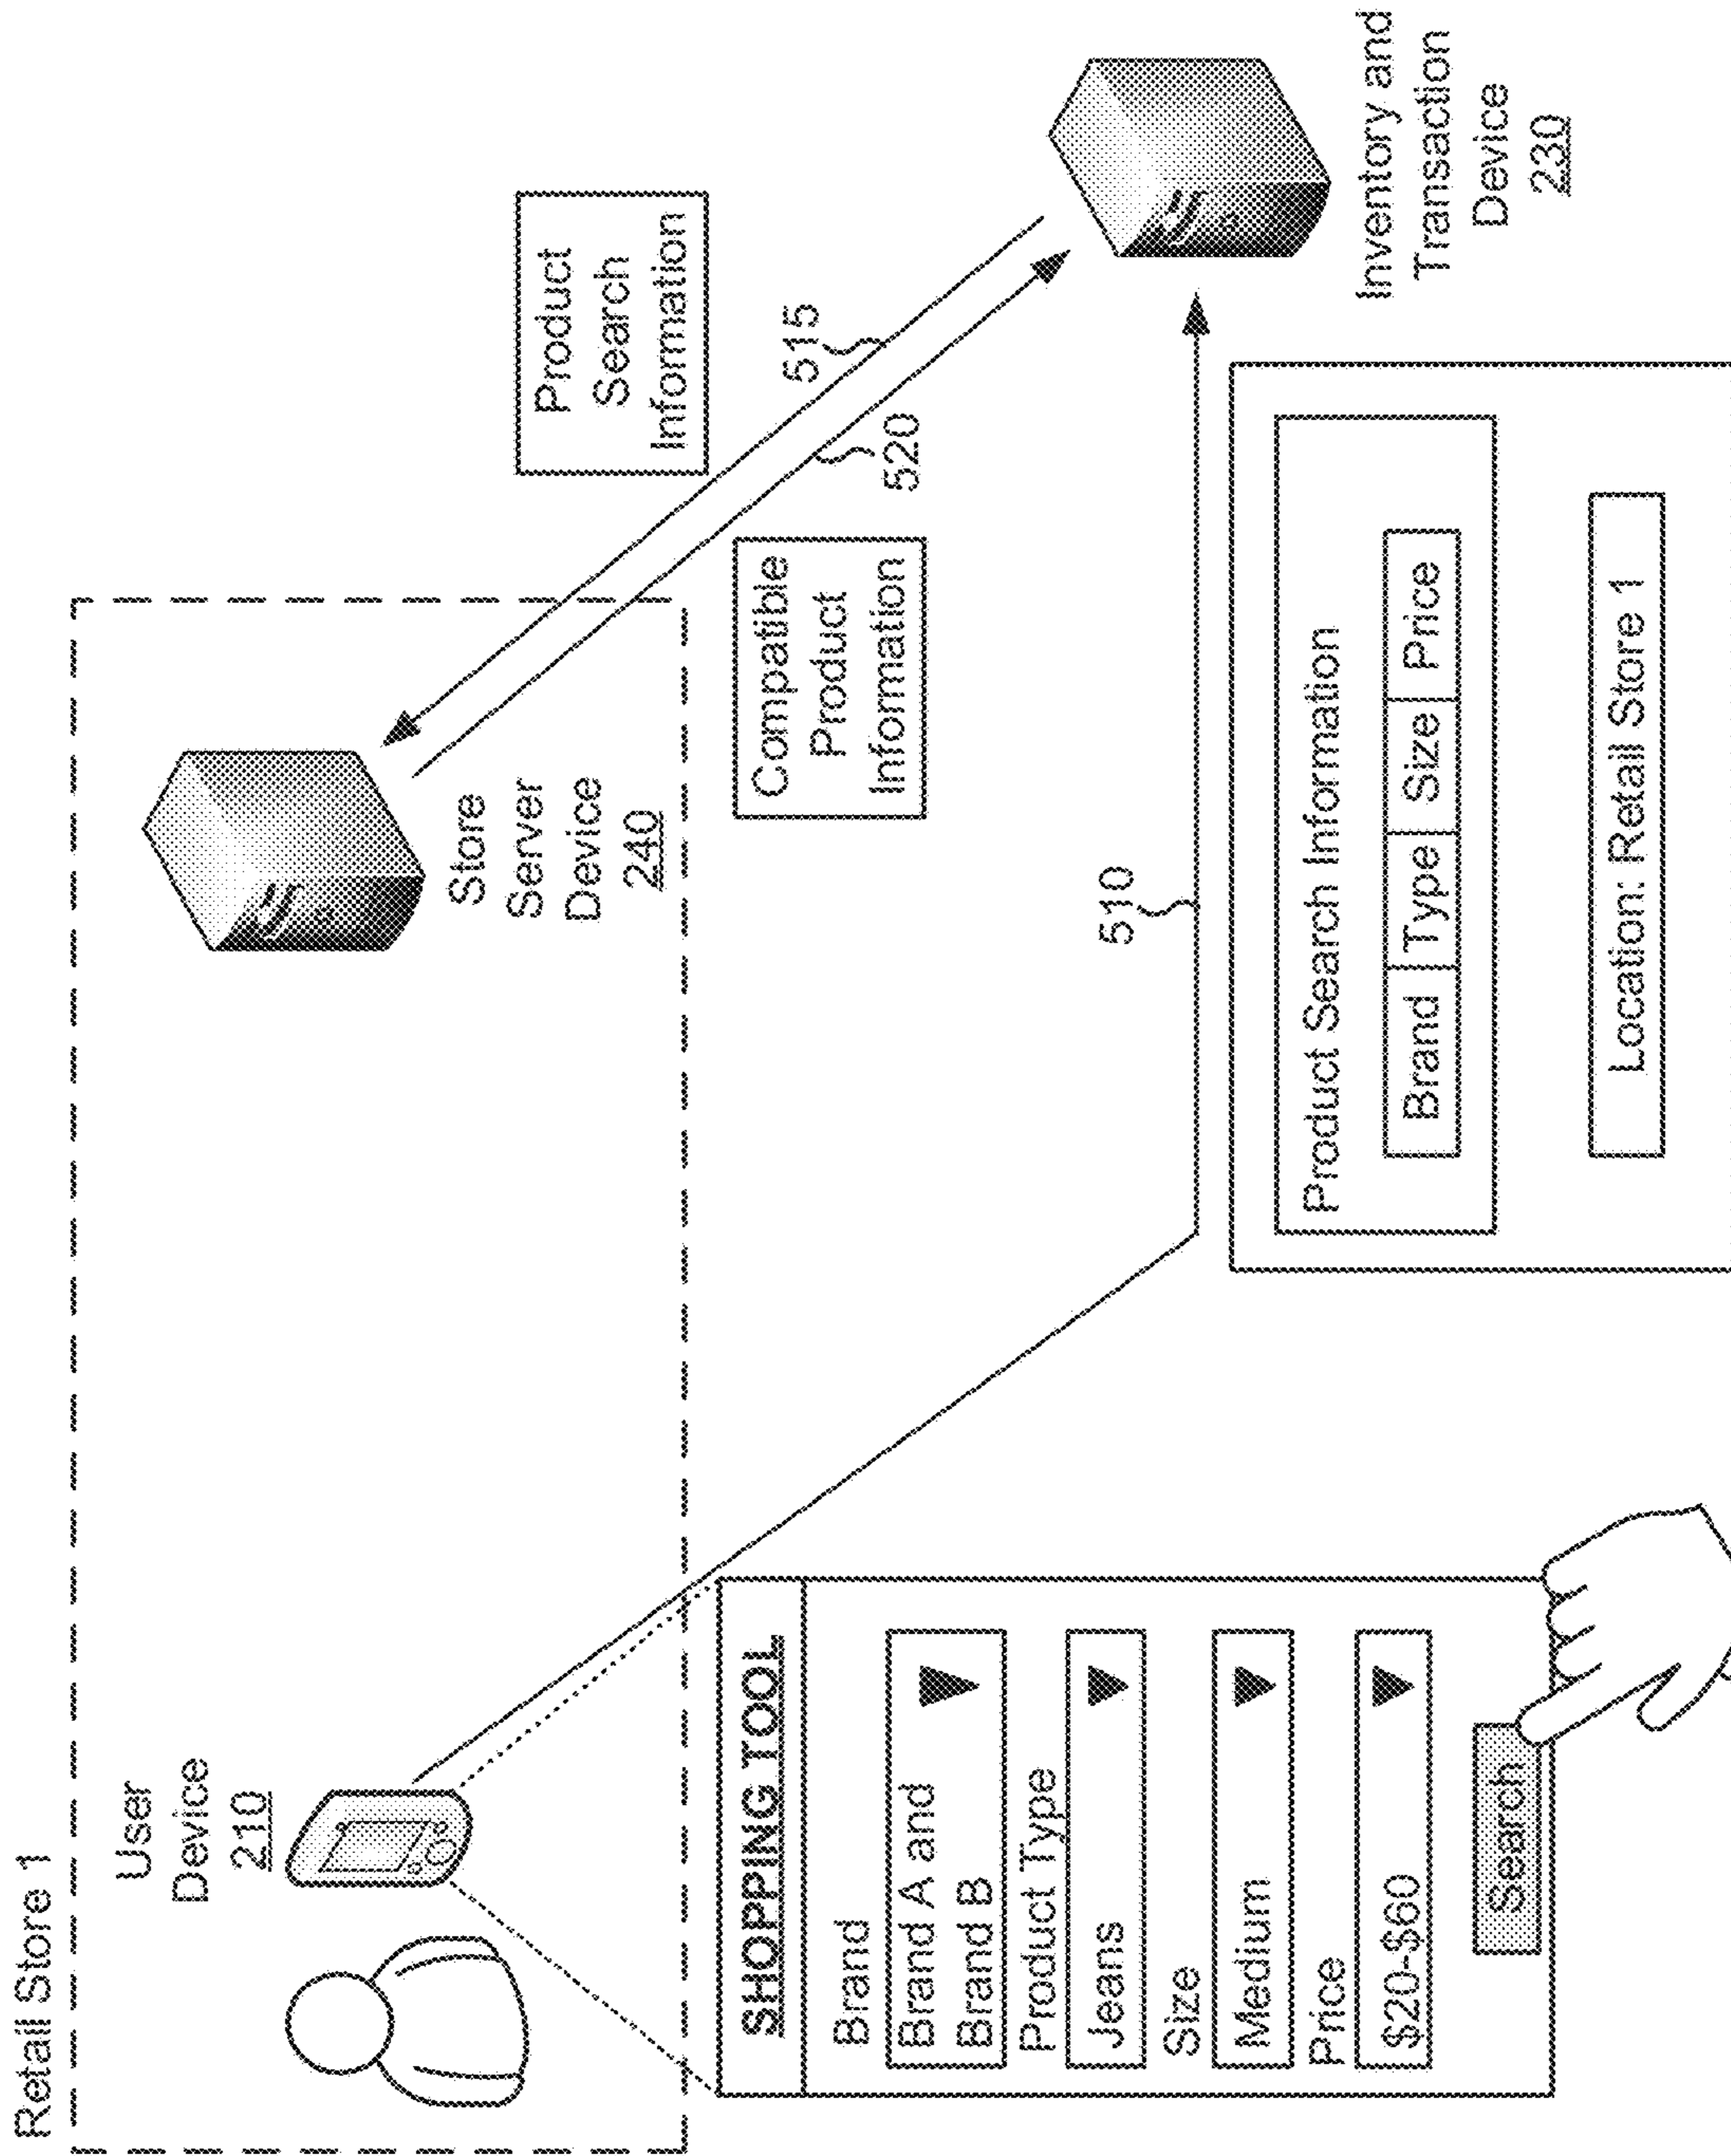 Retail Store 1
User
Device
210
Store
Server
Device
240
Product
Search
Information
515
520
Compatible
Product
Information
510
Inventory and
Transaction
Device
230
SHOPPING TOOL
Brand
Brand A and
Brand B
Product Type
Jeans
Size
Medium
Price
$20-$60
Search
Product Search Information
Brand Type Size Price
Location: Retail Store 1